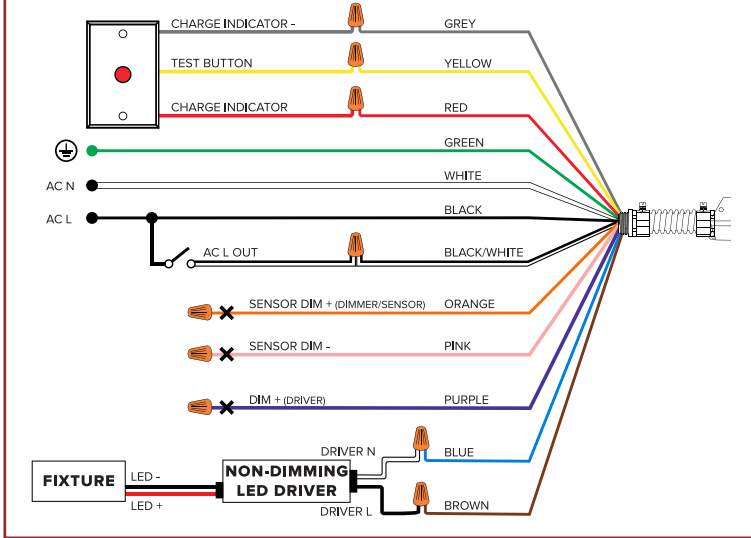 CHARGE INDICATOR - GREY
TEST BUTTON YELLOW
CHARGE INDICATOR RED
GREEN
AC N WHITE
AC L BLACK
AC L OUT BLACK/WHITE
SENSOR DIM + (DIMMER/SENSOR) ORANGE
SENSOR DIM - PINK
DIM + (DRIVER) PURPLE
DRIVER N BLUE
FIXTURE LED - NON-DIMMING
LED DRIVER
LED + DRIVER L BROWN